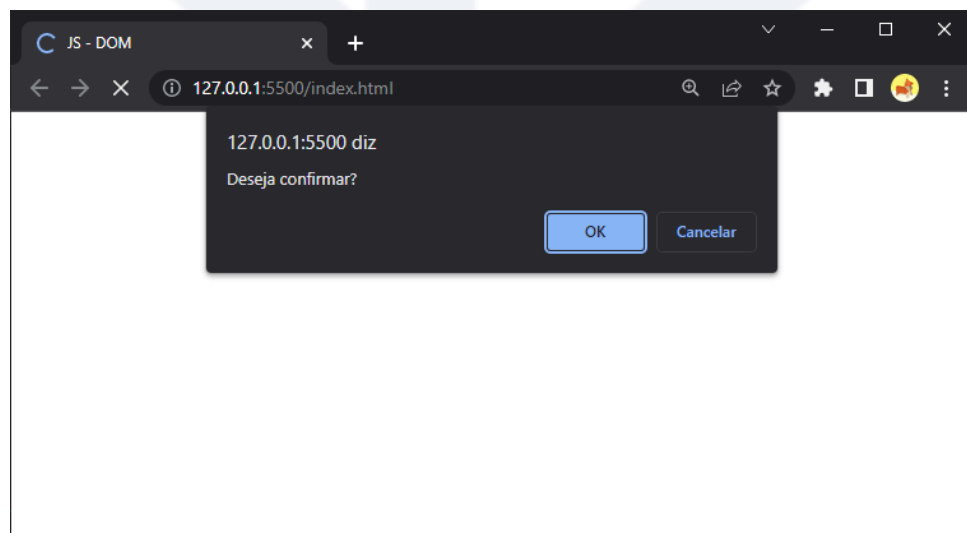 JS - DOM
127.0.0.1:5500/index.html
127.0.0.1:5500 diz
Deseja confirmar?
OK
Cancelar